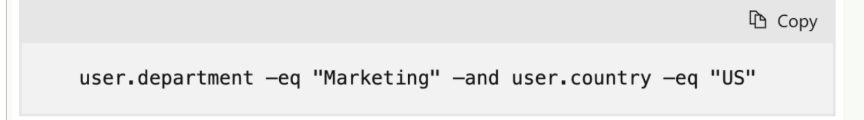 Copy
user.department –eq "Marketing" –and user.country –eq "US"